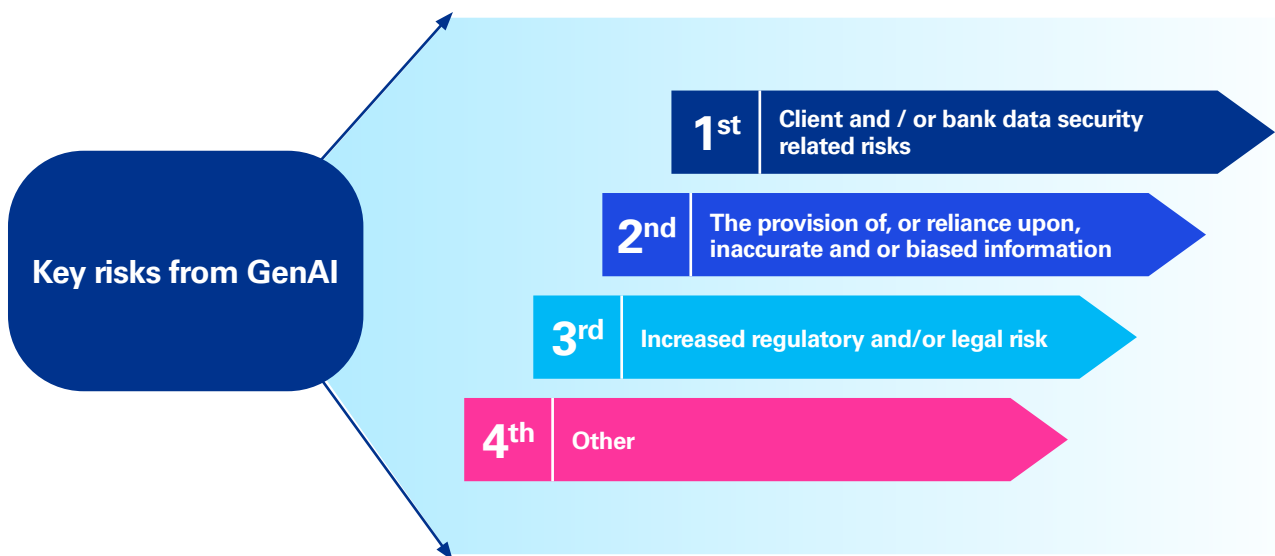 Key risks from GenAI
1st
Client and / or bank data security
related risks
2nd
The provision of, or reliance upon,
inaccurate and or biased information
3rd
Increased regulatory and/or legal risk
4th
Other